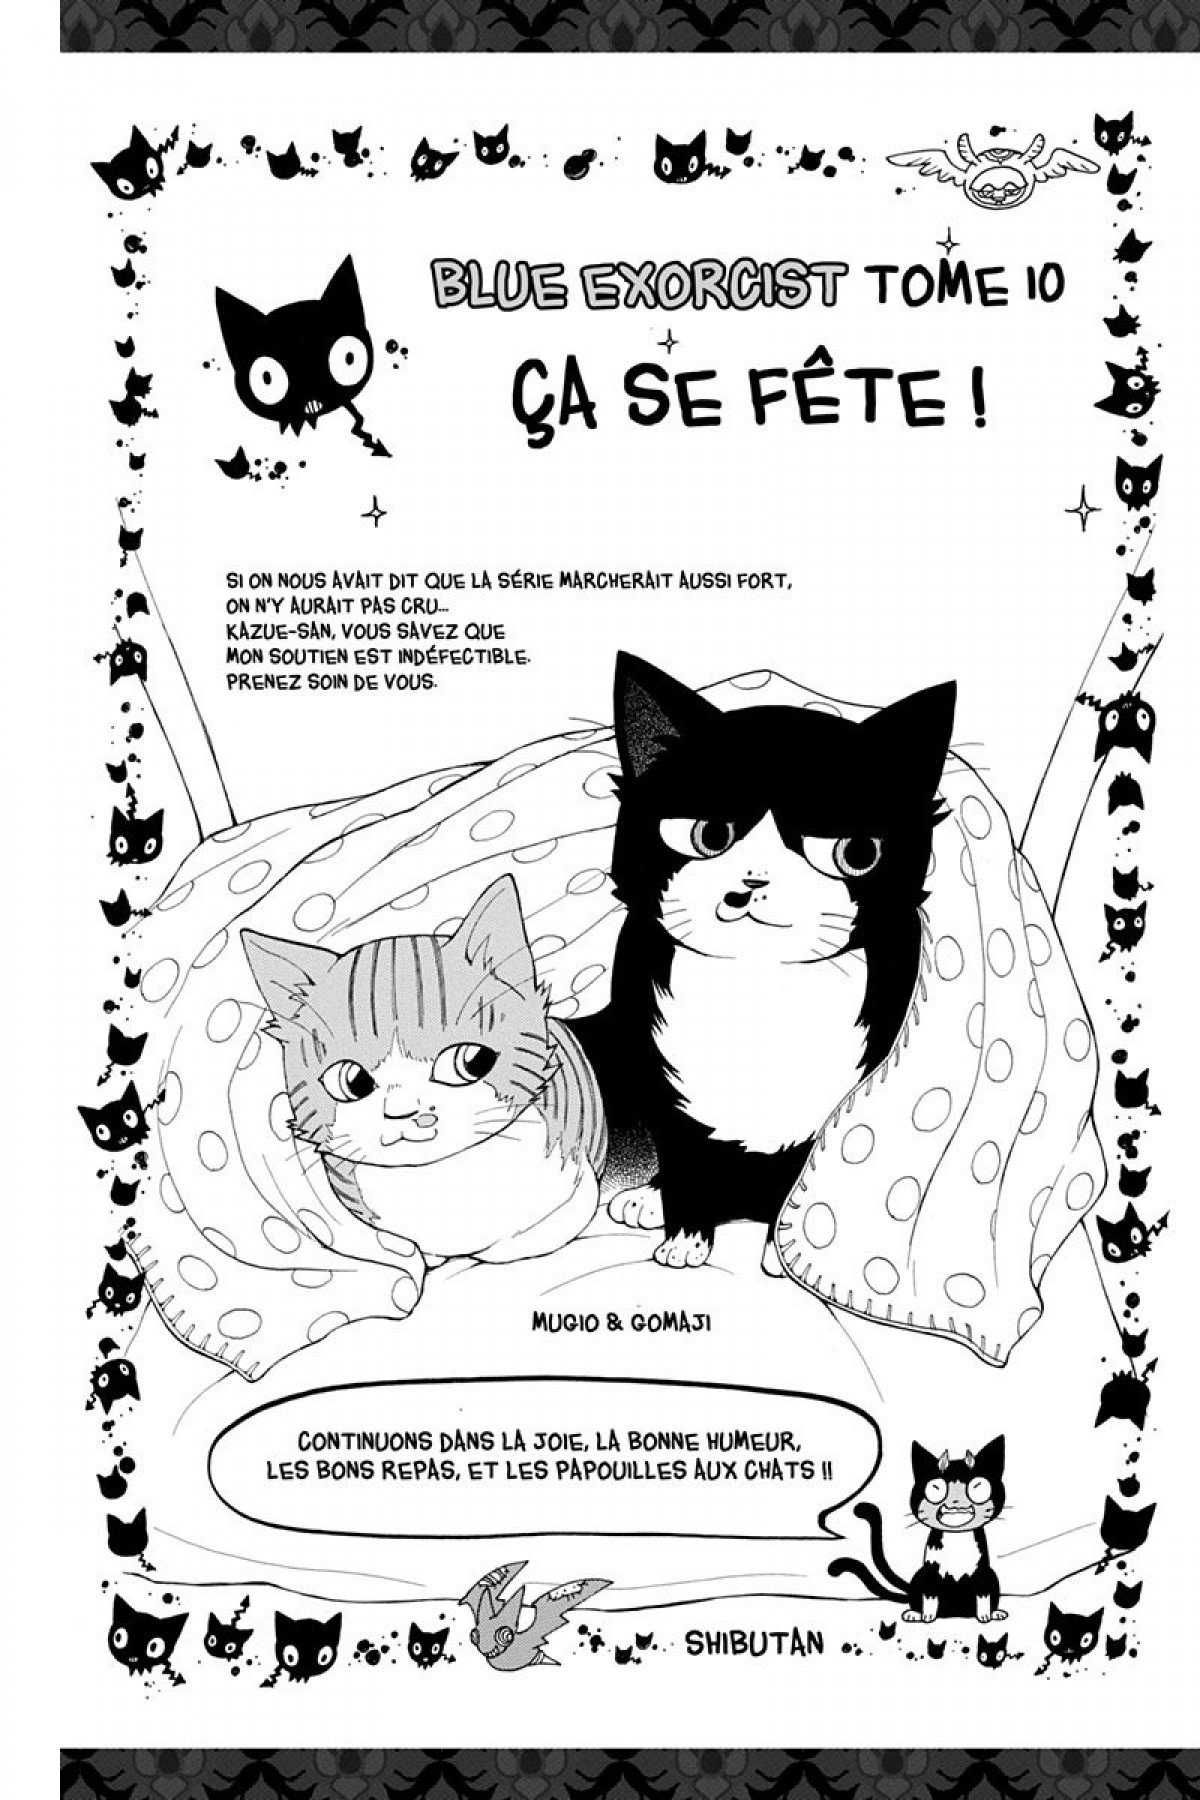 BLUE EXORCIST TOME 10
ÇA SE FÊTE !
SI ON NOUS AVAIT DIT QUE LA SÉRIE MARCHERAIT AUSSI FORT,
ON N'Y AURAIT PAS CRU...
KAZUE-SAN, VOUS SAVEZ QUE
MON SOUTIEN EST INDÉFECTIBLE.
PRENEZ SOIN DE VOUS.
MUGIO & GOMAJI
CONTINUONS DANS LA JOIE, LA BONNE HUMEUR,
LES BONS REPAS, ET LES PAPOUILLES AUX CHATS !!
SHIBUTAN